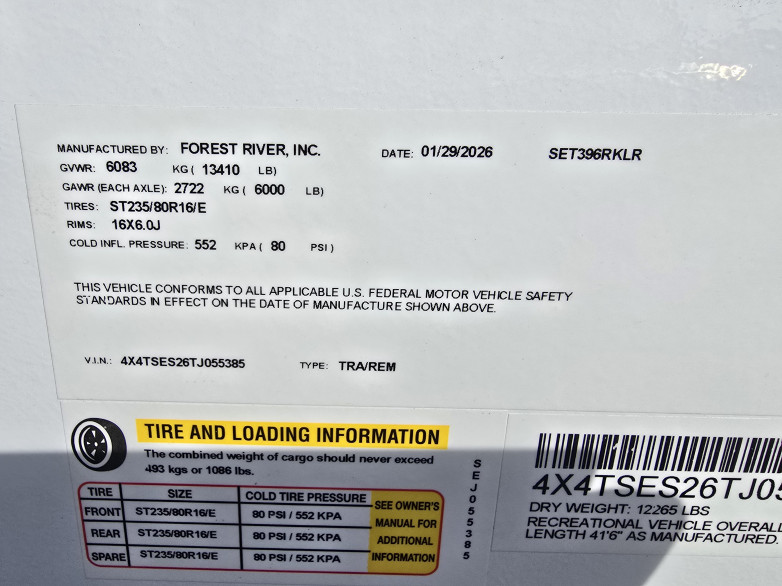 MANUFACTURED BY: FOREST RIVER, INC. DATE: 01/29/2026 SET396RKLR
GVWR: 6083 KG ( 13410 LB)
GAWR (EACH AXLE): 2722 KG ( 6000 LB)
TIRES: ST235/80R16/E
RIMS: 16X6.0J
COLD INFL. PRESSURE: 552 KPA ( 80 PSI )
THIS VEHICLE CONFORMS TO ALL APPLICABLE U.S. FEDERAL MOTOR VEHICLE SAFETY
STANDARDS IN EFFECT ON THE DATE OF MANUFACTURE SHOWN ABOVE.
V.I.N.: 4X4TSES26TJ055385 TYPE: TRA/REM
TIRE AND LOADING INFORMATION
The combined weight of cargo should never exceed
493 kgs or 1086 lbs.
TIRE SIZE COLD TIRE PRESSURE
FRONT ST235/80R16/E 80 PSI / 552 KPA
REAR ST235/80R16/E 80 PSI / 552 KPA
SPARE ST235/80R16/E 80 PSI / 552 KPA
SEE OWNER'S
MANUAL FOR
ADDITIONAL
INFORMATION
SEJ055385
4X4TSES26TJ05
DRY WEIGHT: 12265 LBS
RECREATIONAL VEHICLE OVERALL
LENGTH 41'6" AS MANUFACTURED.